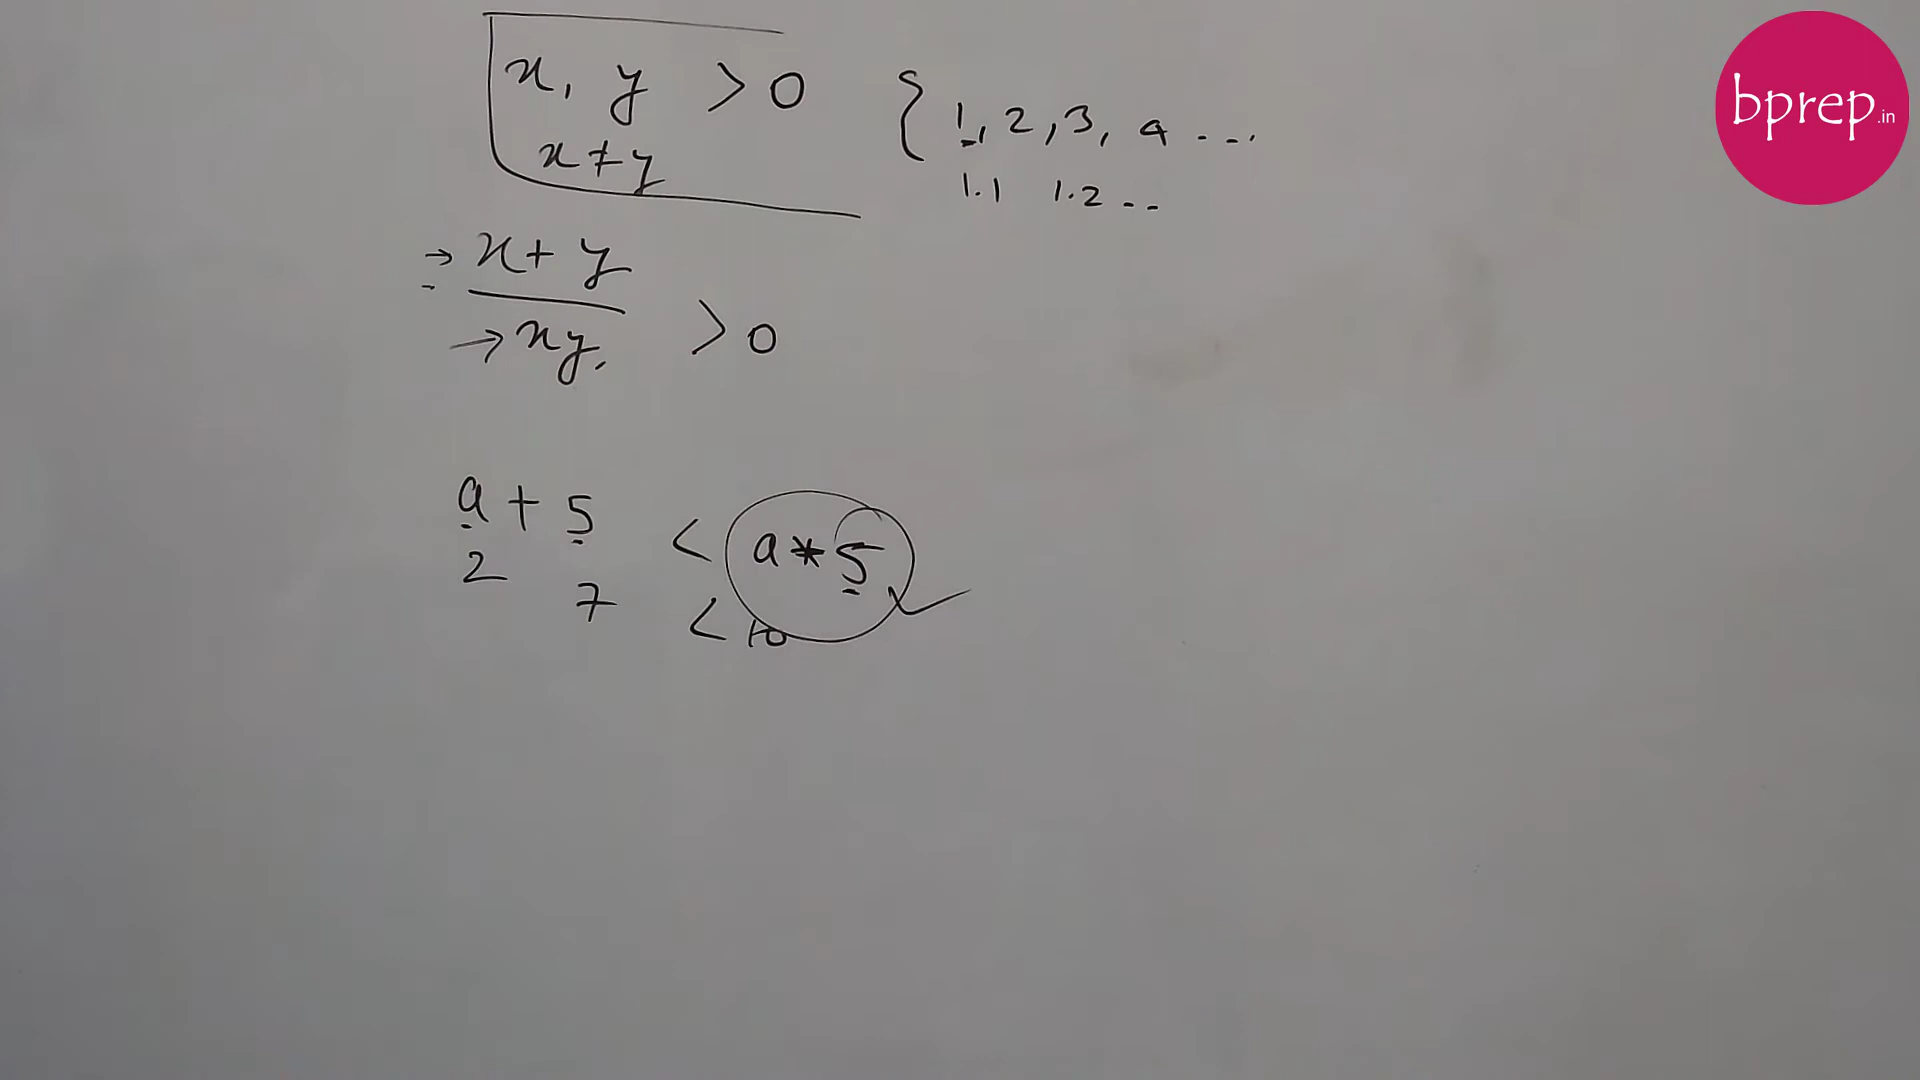 x, y > 0 { 1, 2, 3, 4 ...
x ≠ y
1.1 1.2 ..
→ x + y
→ xy, > 0
a + 5 < a * 5
2
7 < 10
bprep.in